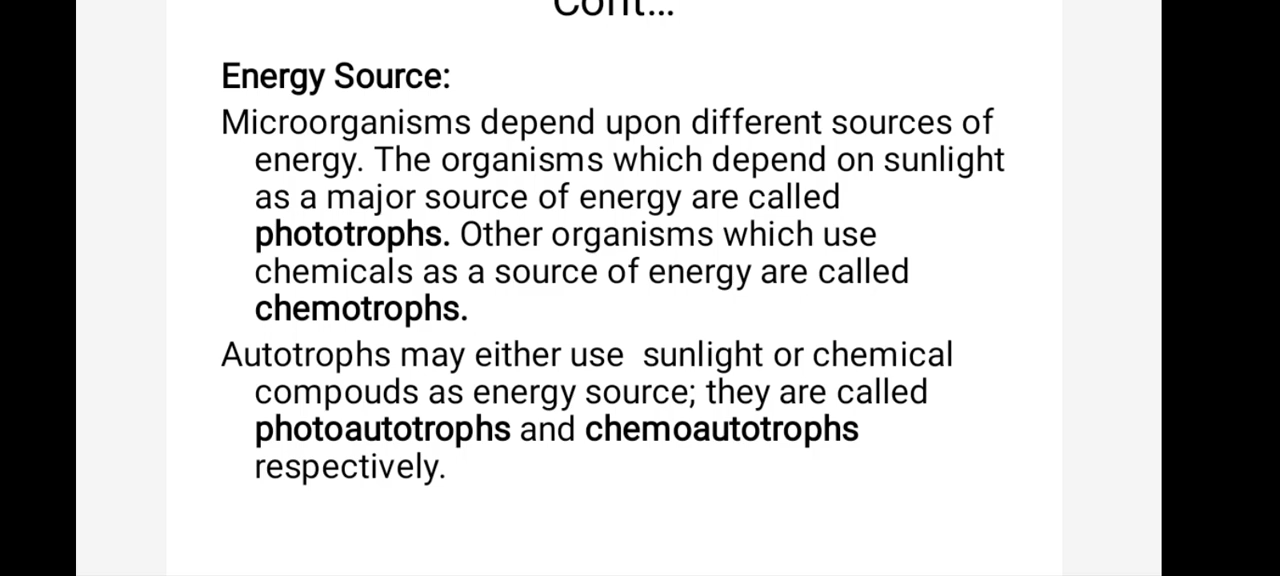 Cont...
Energy Source:
Microorganisms depend upon different sources of
energy. The organisms which depend on sunlight
as a major source of energy are called
phototrophs. Other organisms which use
chemicals as a source of energy are called
chemotrophs.
Autotrophs may either use  sunlight or chemical
compouds as energy source; they are called
photoautotrophs and chemoautotrophs
respectively.